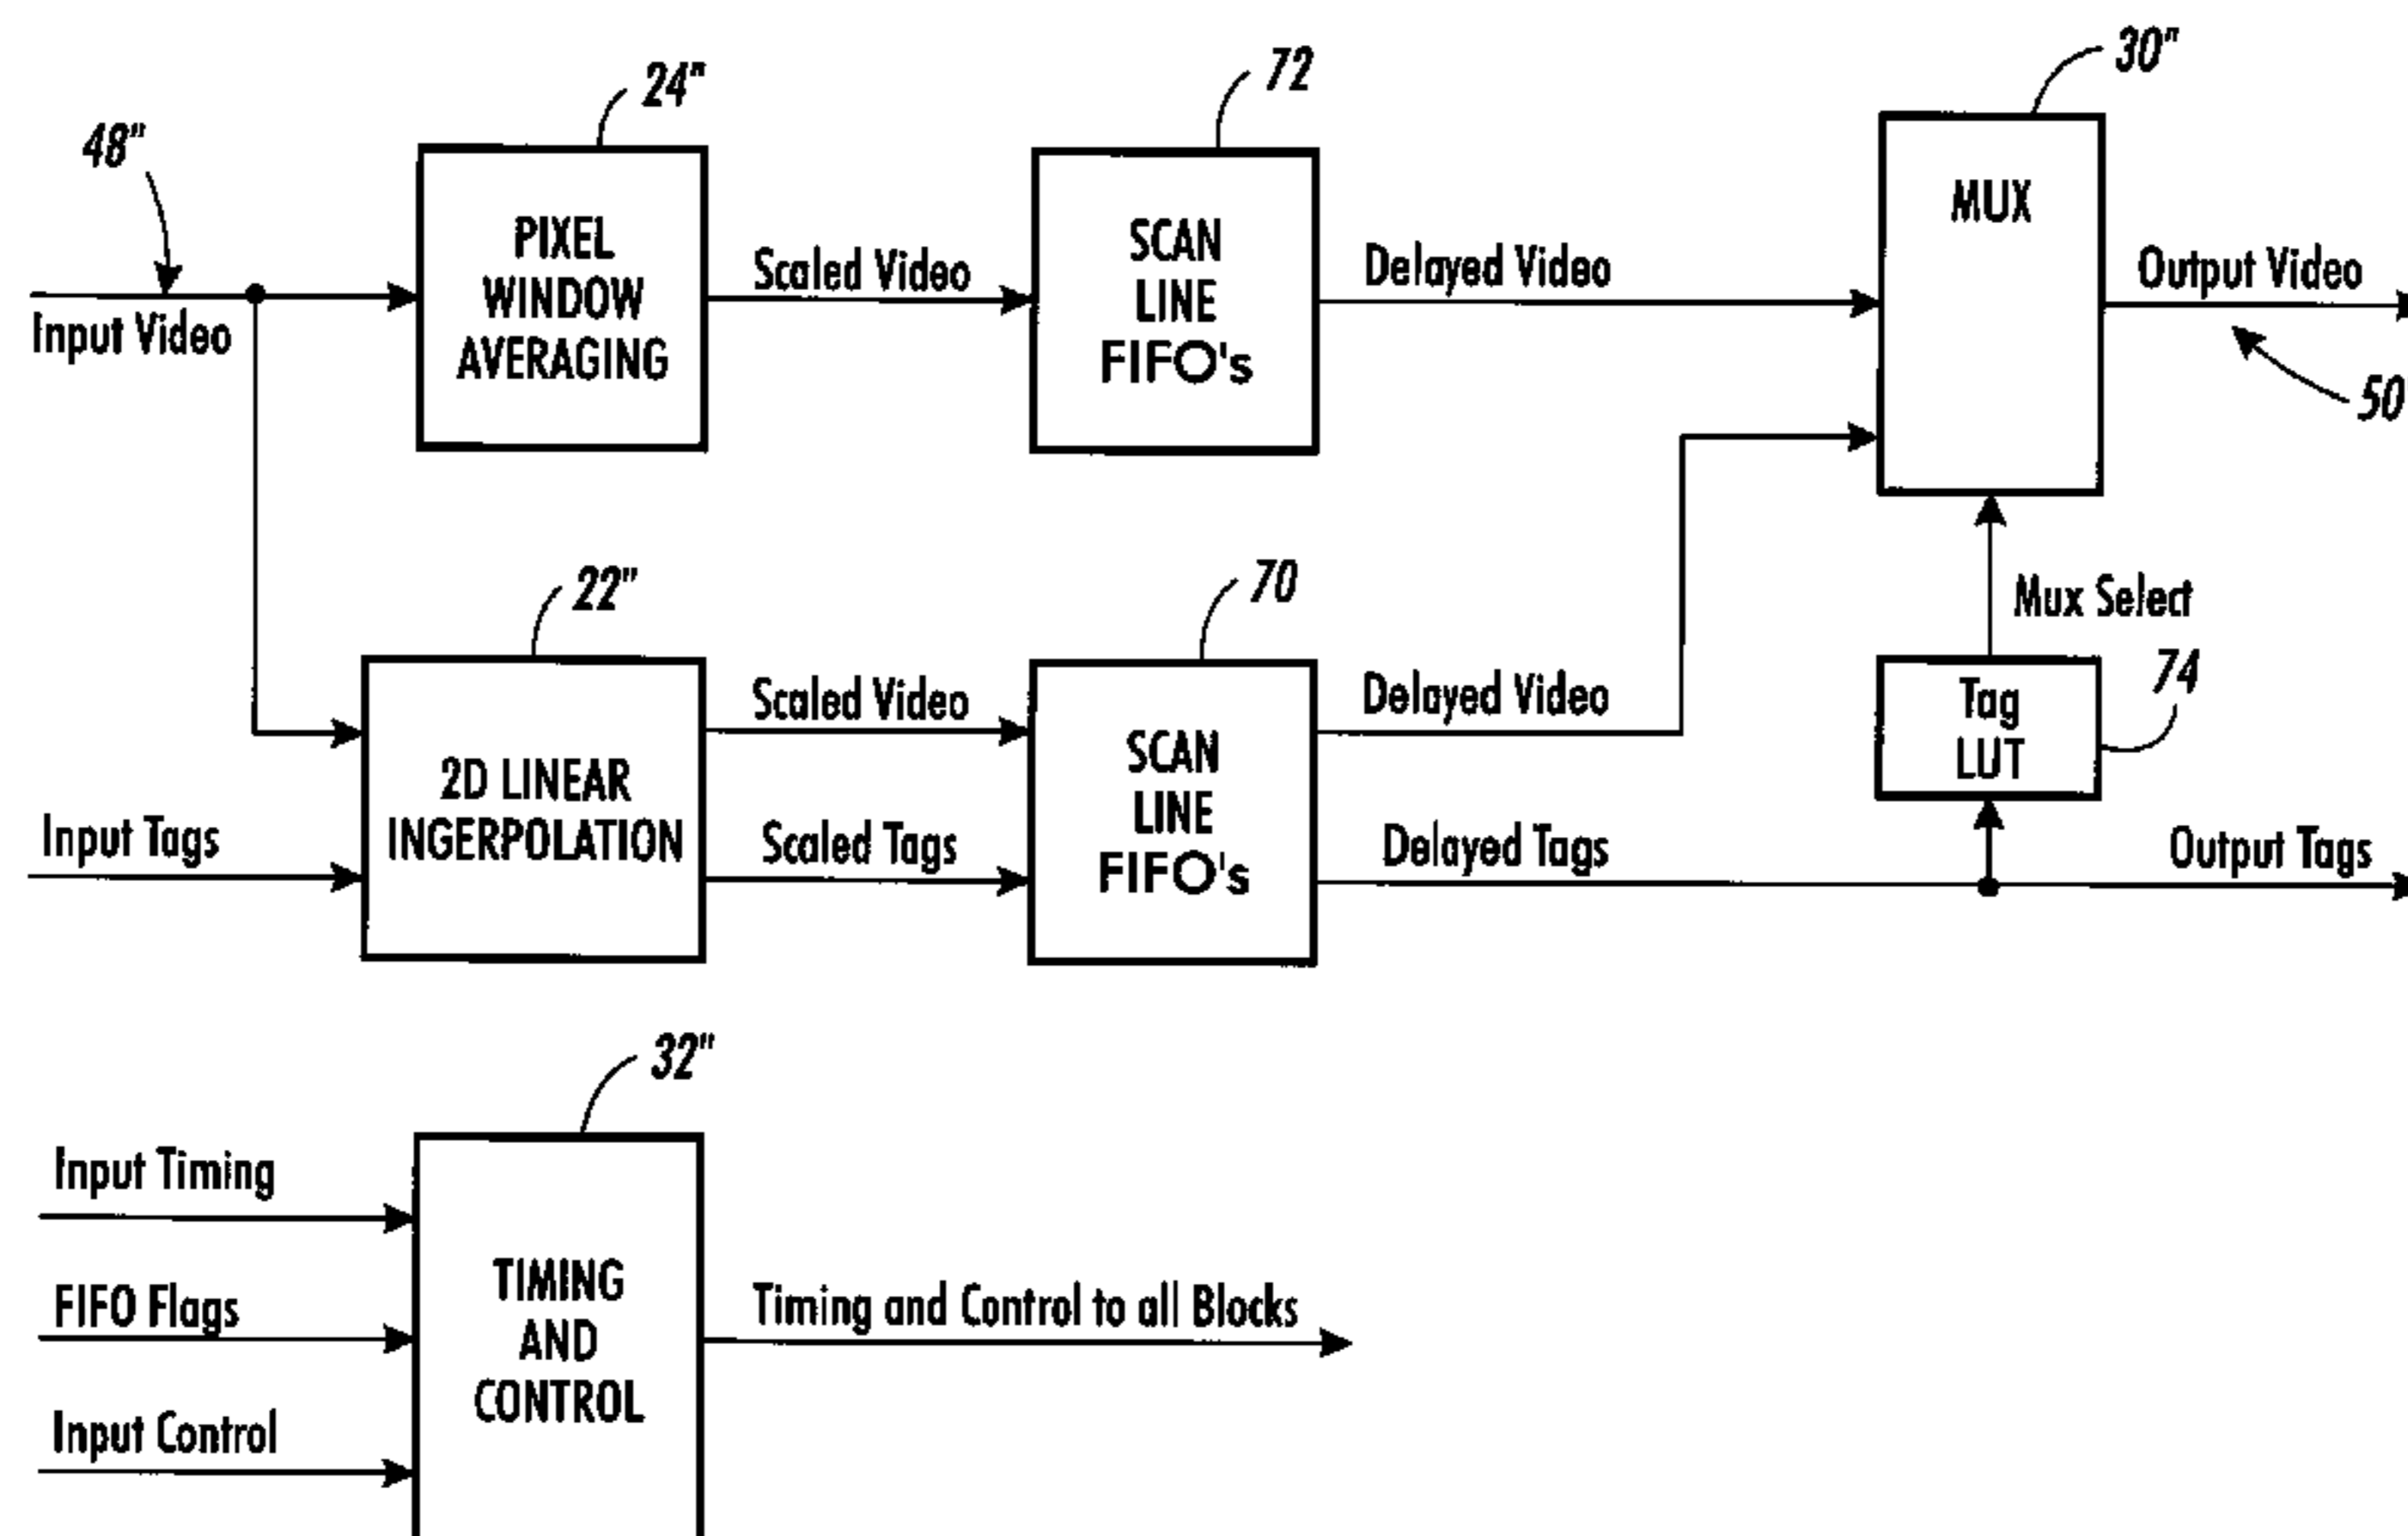 48"
24"
72
30"
Input Video
PIXEL
WINDOW
AVERAGING
Scaled Video
SCAN
LINE
FIFO's
Delayed Video
MUX
Output Video
50
22"
70
Mux Select
74
Tag
LUT
Input Tags
2D LINEAR
INGERPOLATION
Scaled Video
Scaled Tags
SCAN
LINE
FIFO's
Delayed Video
Delayed Tags
Output Tags
32"
Input Timing
FIFO Flags
Input Control
TIMING
AND
CONTROL
Timing and Control to all Blocks